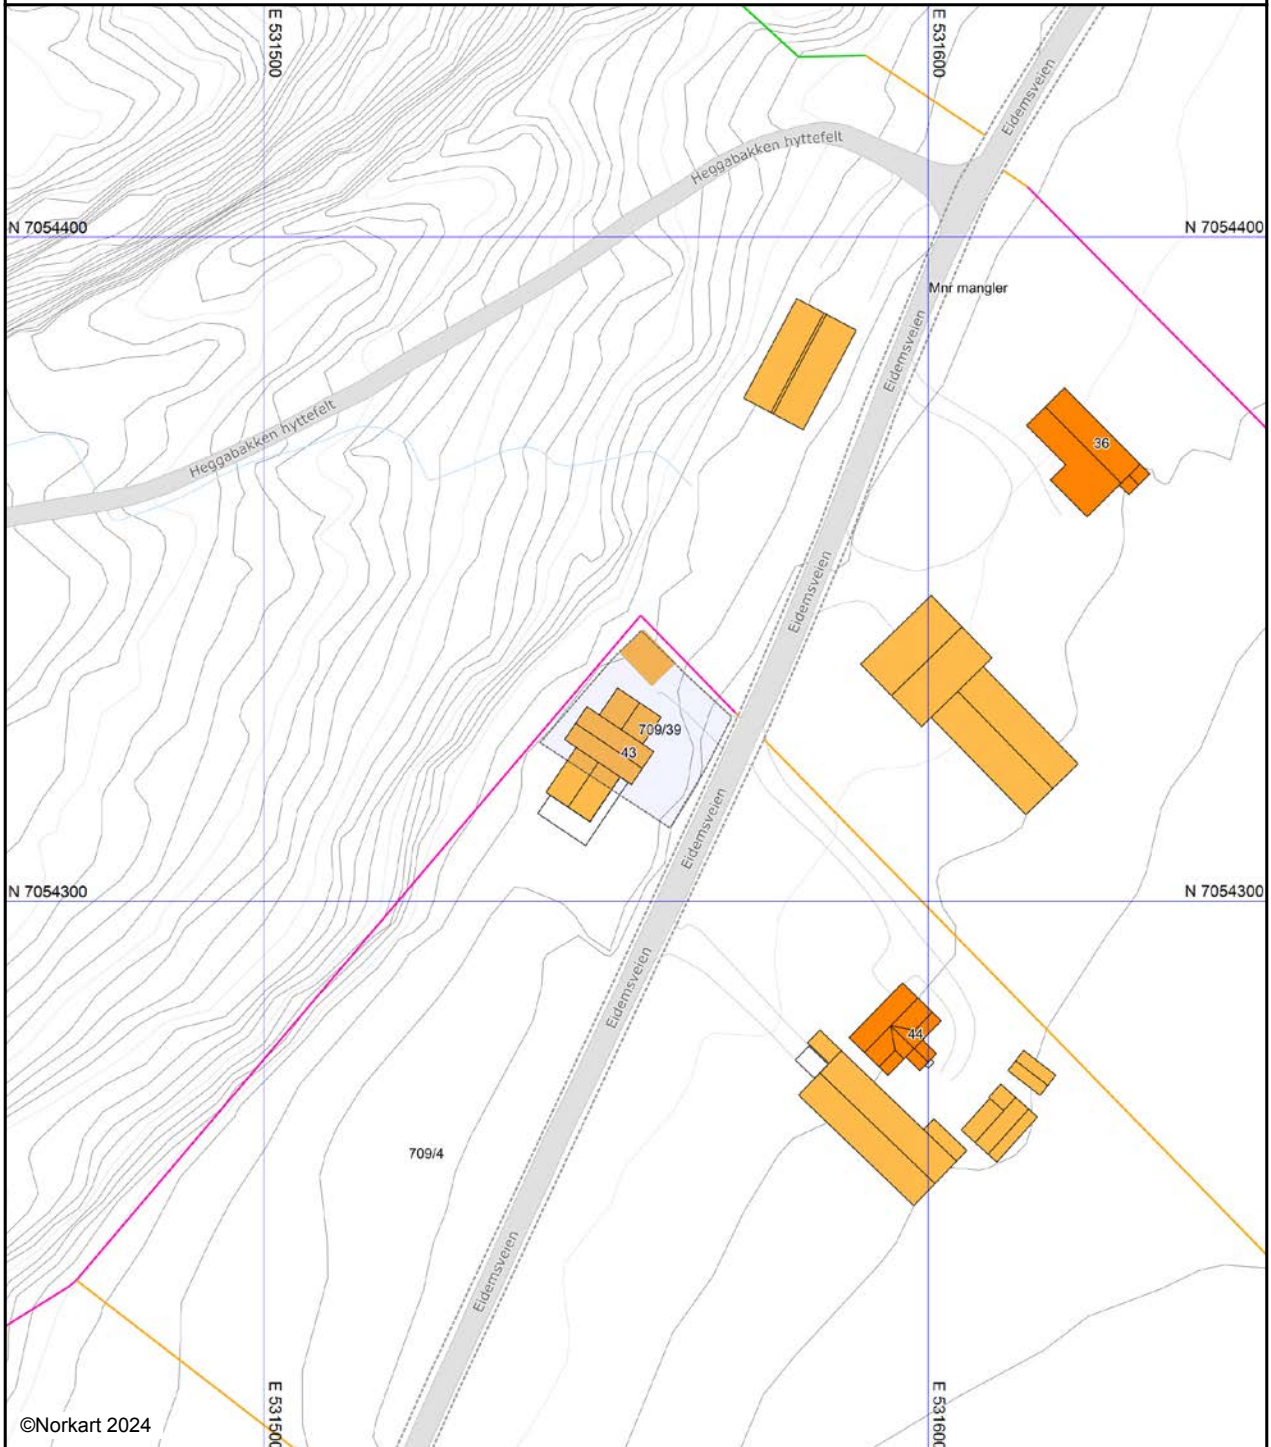 E 531500
E 531600
Eidemsveien
Heggabakken hyttefelt
N 7054400
N 7054400
Mnr mangler
Eidemsveien
Heggabakken hyttefelt
36
Eidemsveien
709/39
43
Eidemsveien
N 7054300
N 7054300
Eidemsveien
44
709/4
Eidemsveien
E 531500
E 531600
©Norkart 2024